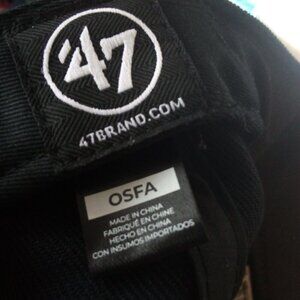 '47
47BRAND.COM
OSFA
MADE IN CHINA
FABRIQUÉ EN CHINE
HECHO EN CHINA
CON INSUMOS IMPORTADOS